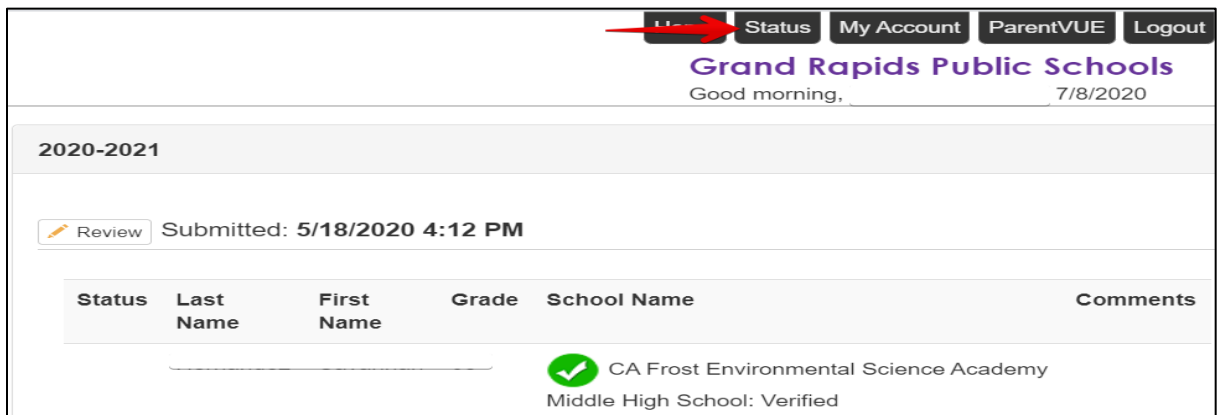 Status My Account ParentVUE Logout
Grand Rapids Public Schools
Good morning, 7/8/2020
2020-2021
Review Submitted: 5/18/2020 4:12 PM
Status Last Name First Name Grade School Name Comments
CA Frost Environmental Science Academy
Middle High School: Verified